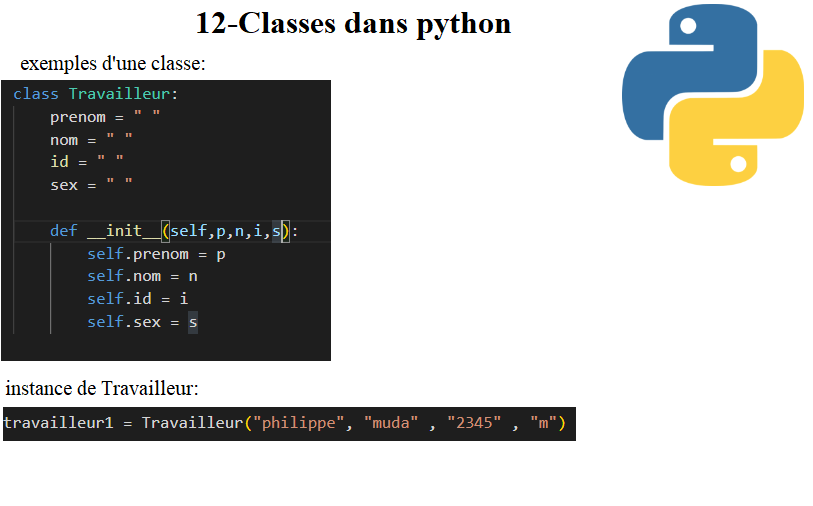 12-Classes dans python
exemples d'une classe:
class Travailleur:
prenom = " "
nom = " "
id = " "
sex = " "
def __init__(self,p,n,i,s):
self.prenom = p
self.nom = n
self.id = i
self.sex = s
instance de Travailleur:
travailleur1 = Travailleur("philippe", "muda" , "2345" , "m")